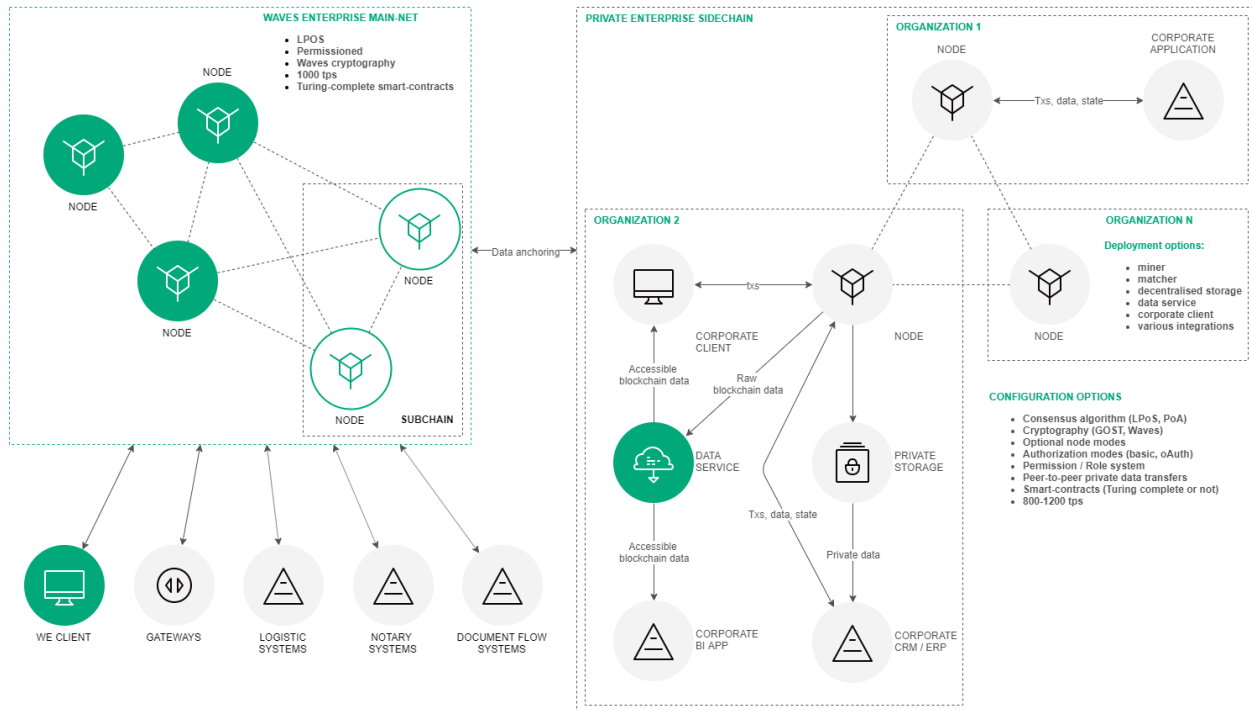 WAVES ENTERPRISE MAIN-NET
LPOS
Permissioned
Waves cryptography
1000 tps
Turing-complete smart-contracts
NODE
NODE
NODE
NODE
NODE
SUBCHAIN
Data anchoring
WE CLIENT
GATEWAYS
LOGISTIC
SYSTEMS
NOTARY
SYSTEMS
DOCUMENT FLOW
SYSTEMS
PRIVATE ENTERPRISE SIDECHAIN
ORGANIZATION 1
NODE
CORPORATE
APPLICATION
Txs, data, state
ORGANIZATION 2
txs
CORPORATE
CLIENT
NODE
Accessible
blockchain data
Raw
blockchain data
DATA
SERVICE
PRIVATE
STORAGE
Txs, data, state
Accessible
blockchain data
Private data
CORPORATE
BI APP
CORPORATE
CRM / ERP
ORGANIZATION N
Deployment options:
miner
matcher
decentralised storage
data service
corporate client
various integrations
NODE
CONFIGURATION OPTIONS
Consensus algorithm (LPoS, PoA)
Cryptography (GOST, Waves)
Optional node modes
Authorization modes (basic, oAuth)
Permission / Role system
Peer-to-peer private data transfers
Smart-contracts (Turing complete or not)
800-1200 tps